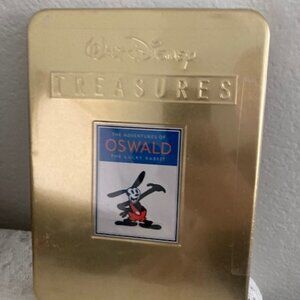 Walt Disney
TREASURES
THE ADVENTURES OF
OSWALD
THE LUCKY RABBIT